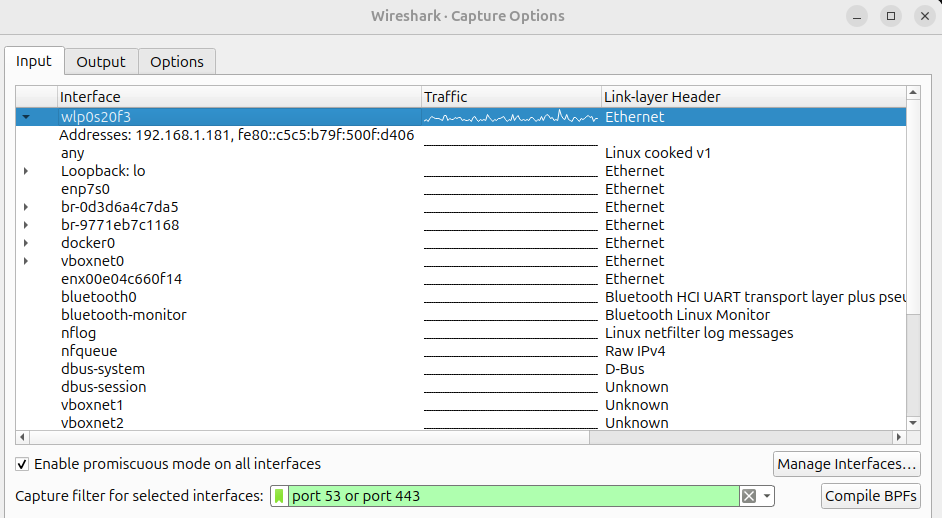 Wireshark · Capture Options
Input Output Options
Interface Traffic Link-layer Header
wlp0s20f3 Ethernet
Addresses: 192.168.1.181, fe80::c5c5:b79f:500f:d406
any Linux cooked v1
Loopback: lo Ethernet
enp7s0 Ethernet
br-0d3d6a4c7da5 Ethernet
br-9771eb7c1168 Ethernet
docker0 Ethernet
vboxnet0 Ethernet
enx00e04c660f14 Ethernet
bluetooth0 Bluetooth HCI UART transport layer plus pseu
bluetooth-monitor Bluetooth Linux Monitor
nflog Linux netfilter log messages
nfqueue Raw IPv4
dbus-system D-Bus
dbus-session Unknown
vboxnet1 Unknown
vboxnet2 Unknown
Enable promiscuous mode on all interfaces Manage Interfaces...
Capture filter for selected interfaces: port 53 or port 443 Compile BPFs